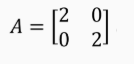 A = [2 0
0 2]